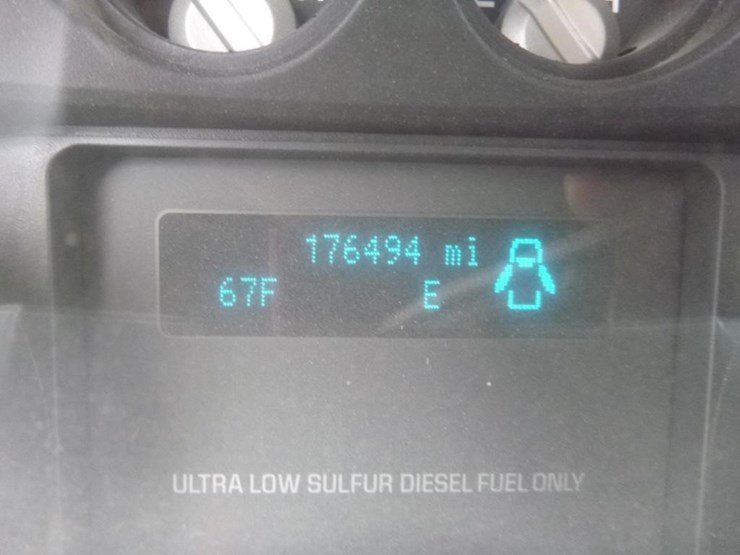 176494 mi
67F E
ULTRA LOW SULFUR DIESEL FUEL ONLY